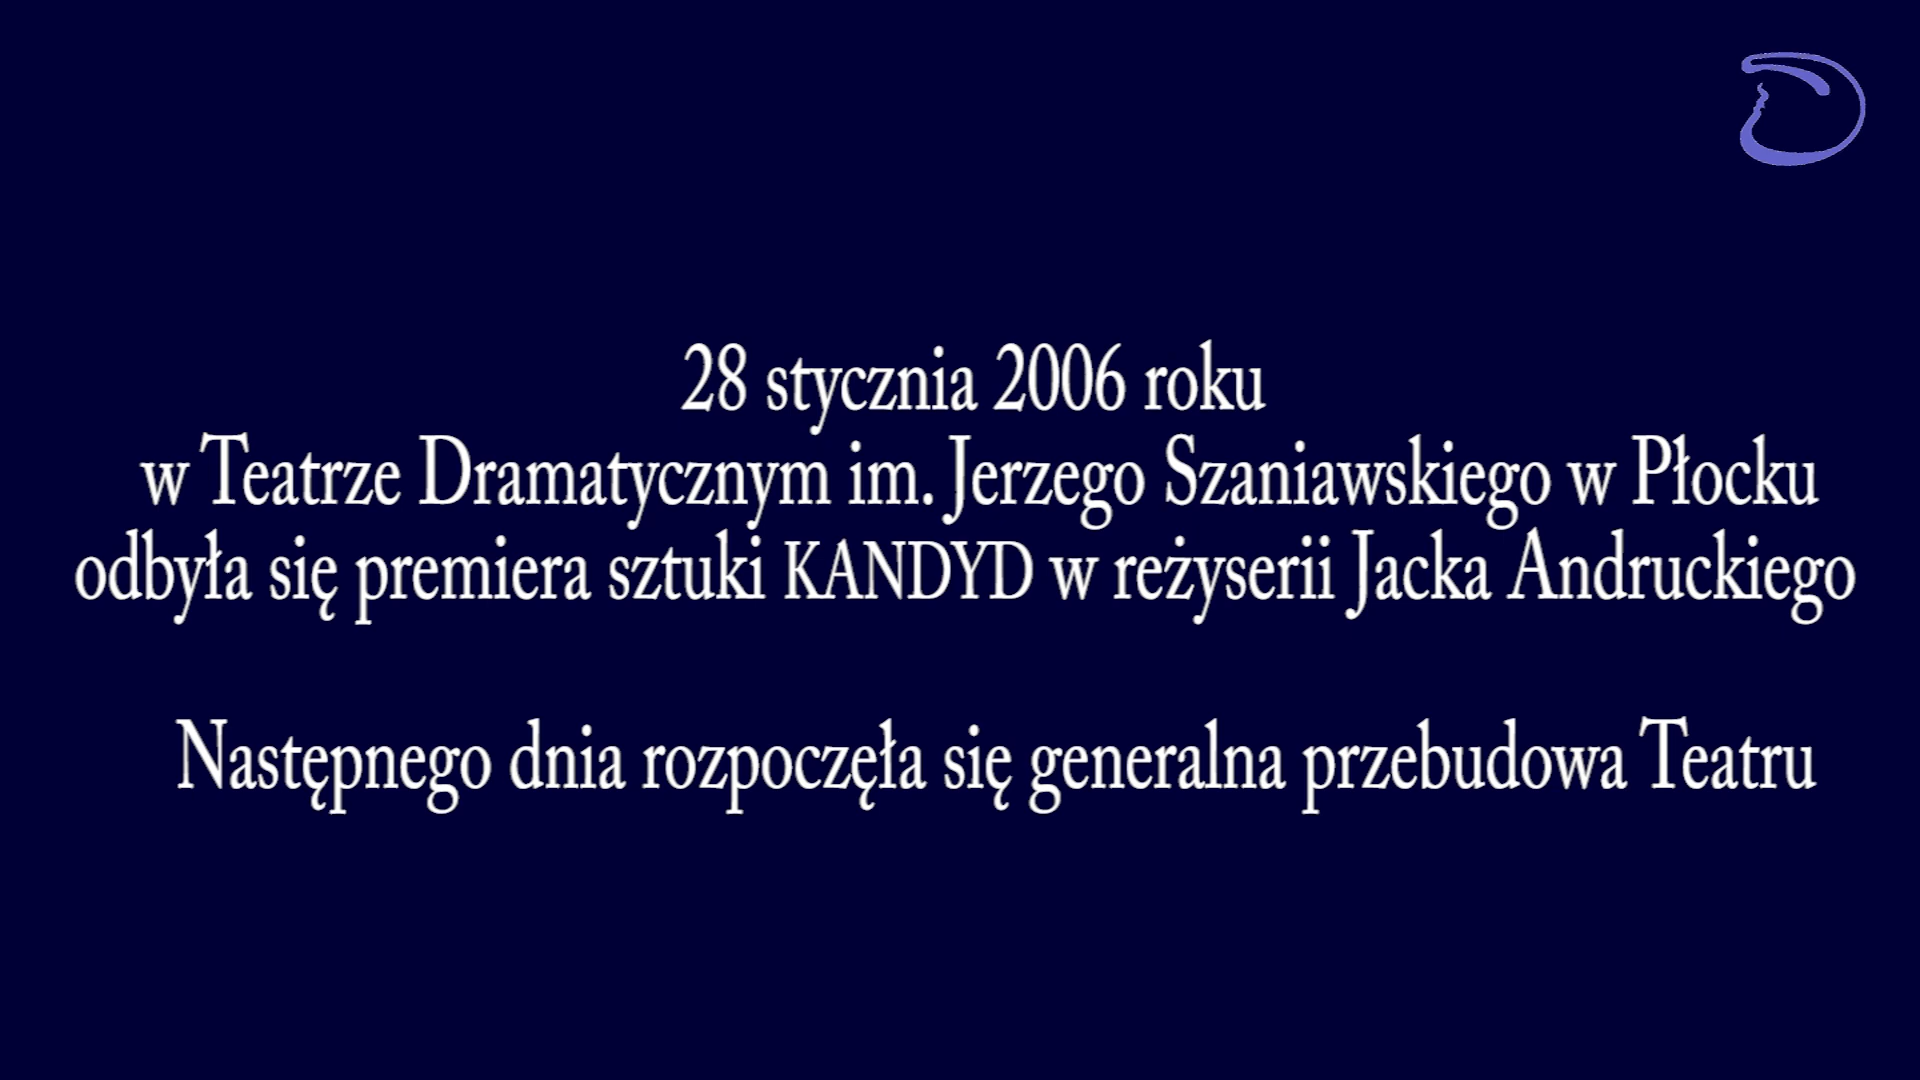 28 stycznia 2006 roku
w Teatrze Dramatycznym im. Jerzego Szaniawskiego w Płocku
odbyła się premiera sztuki KANDYD w reżyserii Jacka Andruckiego
Następnego dnia rozpoczęła się generalna przebudowa Teatru